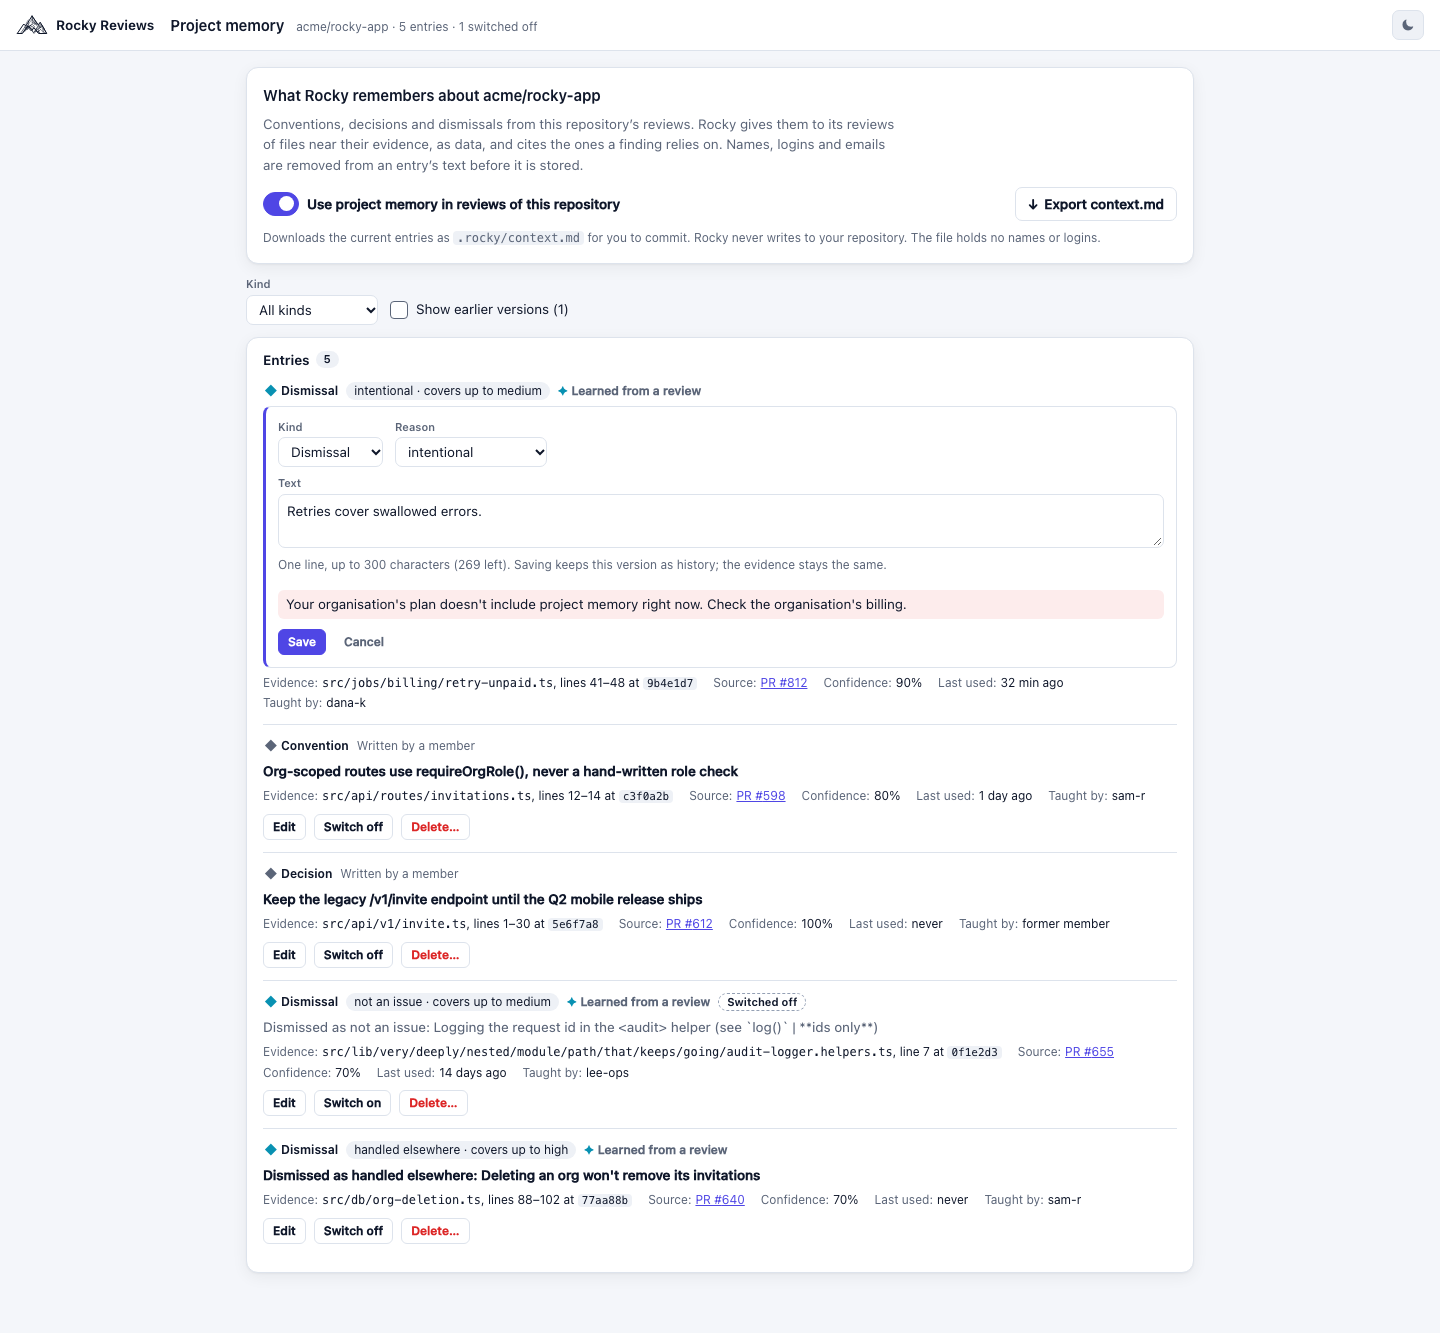 Rocky Reviews Project memory acme/rocky-app · 5 entries · 1 switched off
What Rocky remembers about acme/rocky-app
Conventions, decisions and dismissals from this repository’s reviews. Rocky gives them to its reviews
of files near their evidence, as data, and cites the ones a finding relies on. Names, logins and emails
are removed from an entry’s text before it is stored.
Use project memory in reviews of this repository
↓ Export context.md
Downloads the current entries as .rocky/context.md for you to commit. Rocky never writes to your repository. The file holds no names or logins.
Kind
All kinds
Show earlier versions (1)
Entries 5
Dismissal intentional · covers up to medium Learned from a review
Kind Reason
Dismissal intentional
Text
Retries cover swallowed errors.
One line, up to 300 characters (269 left). Saving keeps this version as history; the evidence stays the same.
Your organisation's plan doesn't include project memory right now. Check the organisation's billing.
Save Cancel
Evidence: src/jobs/billing/retry-unpaid.ts, lines 41–48 at 9b4e1d7 Source: PR #812 Confidence: 90% Last used: 32 min ago
Taught by: dana-k
Convention Written by a member
Org-scoped routes use requireOrgRole(), never a hand-written role check
Evidence: src/api/routes/invitations.ts, lines 12–14 at c3f0a2b Source: PR #598 Confidence: 80% Last used: 1 day ago Taught by: sam-r
Edit Switch off Delete…
Decision Written by a member
Keep the legacy /v1/invite endpoint until the Q2 mobile release ships
Evidence: src/api/v1/invite.ts, lines 1–30 at 5e6f7a8 Source: PR #612 Confidence: 100% Last used: never Taught by: former member
Edit Switch off Delete…
Dismissal not an issue · covers up to medium Learned from a review Switched off
Dismissed as not an issue: Logging the request id in the <audit> helper (see `log()` | **ids only**)
Evidence: src/lib/very/deeply/nested/module/path/that/keeps/going/audit-logger.helpers.ts, line 7 at 0f1e2d3 Source: PR #655
Confidence: 70% Last used: 14 days ago Taught by: lee-ops
Edit Switch on Delete…
Dismissal handled elsewhere · covers up to high Learned from a review
Dismissed as handled elsewhere: Deleting an org won't remove its invitations
Evidence: src/db/org-deletion.ts, lines 88–102 at 77aa88b Source: PR #640 Confidence: 70% Last used: never Taught by: sam-r
Edit Switch off Delete…